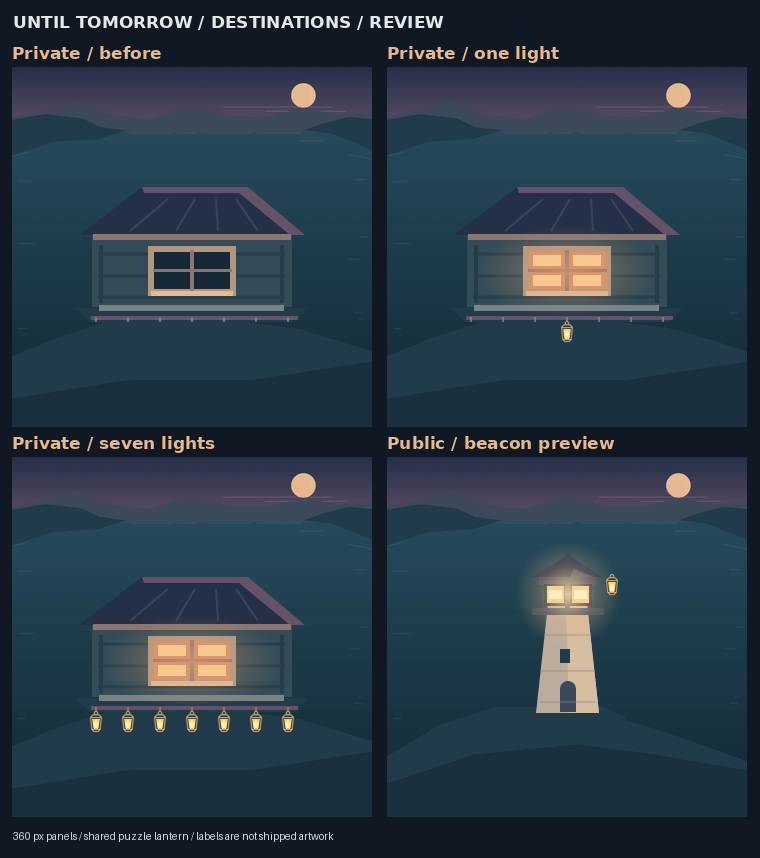 UNTIL TOMORROW / DESTINATIONS / REVIEW
Private / before
Private / one light
Private / seven lights
Public / beacon preview
360 px panels / shared puzzle lantern / labels are not shipped artwork